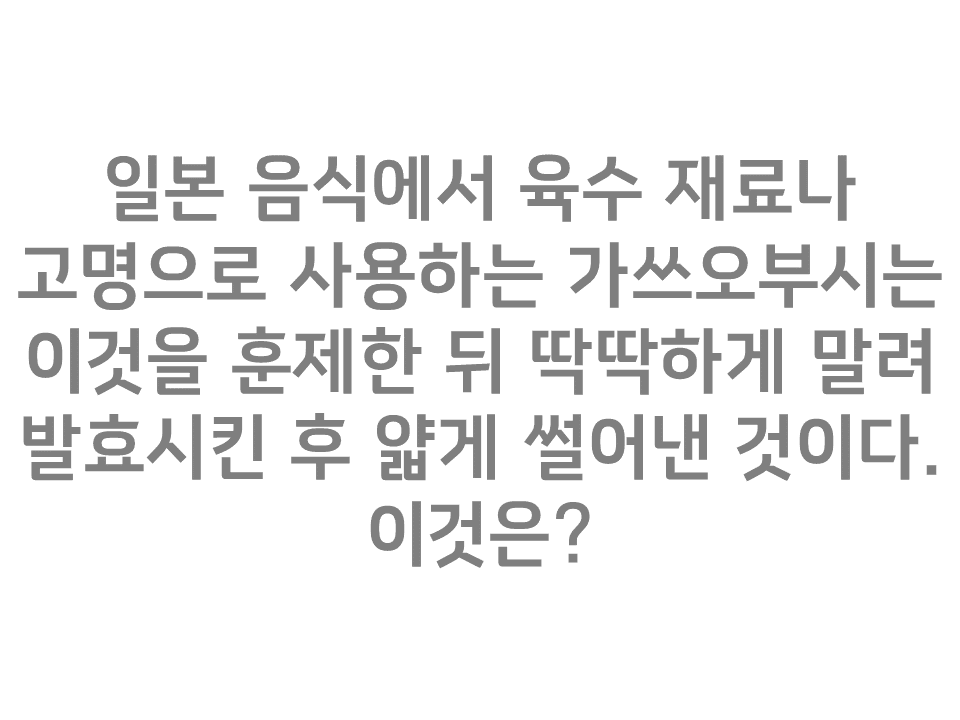 일본 음식에서 육수 재료나
고명으로 사용하는 가쓰오부시는
이것을 훈제한 뒤 딱딱하게 말려
발효시킨 후 얇게 썰어낸 것이다.
이것은?